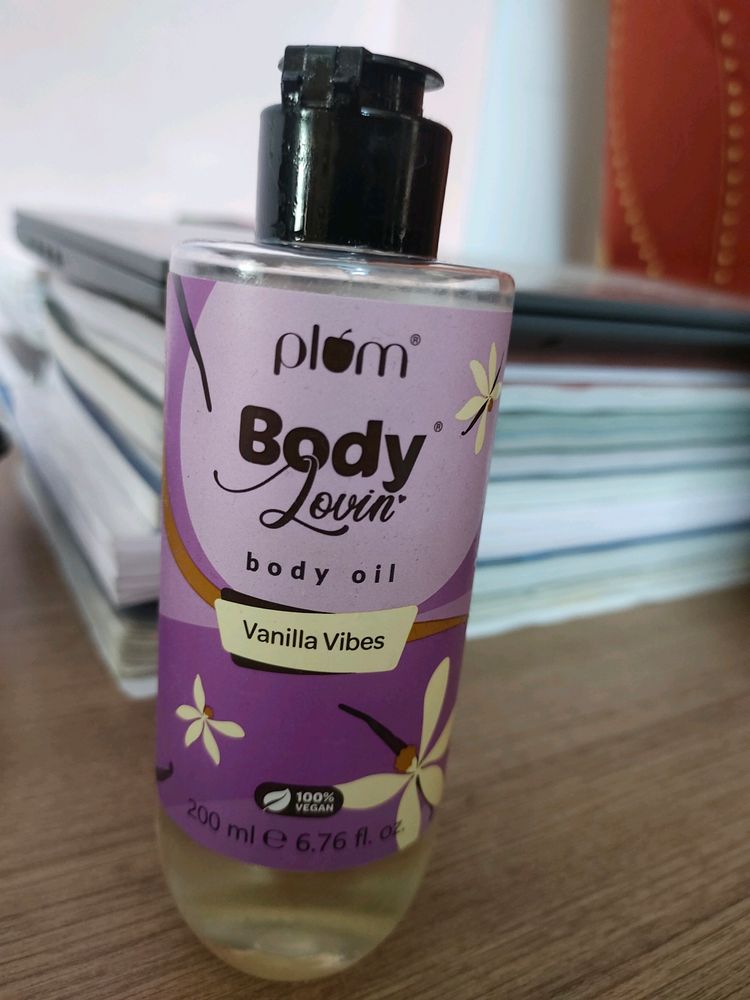 plum®
Body®
Lovin'
body oil
Vanilla Vibes
100%
VEGAN
200 ml ℮ 6.76 fl. oz.